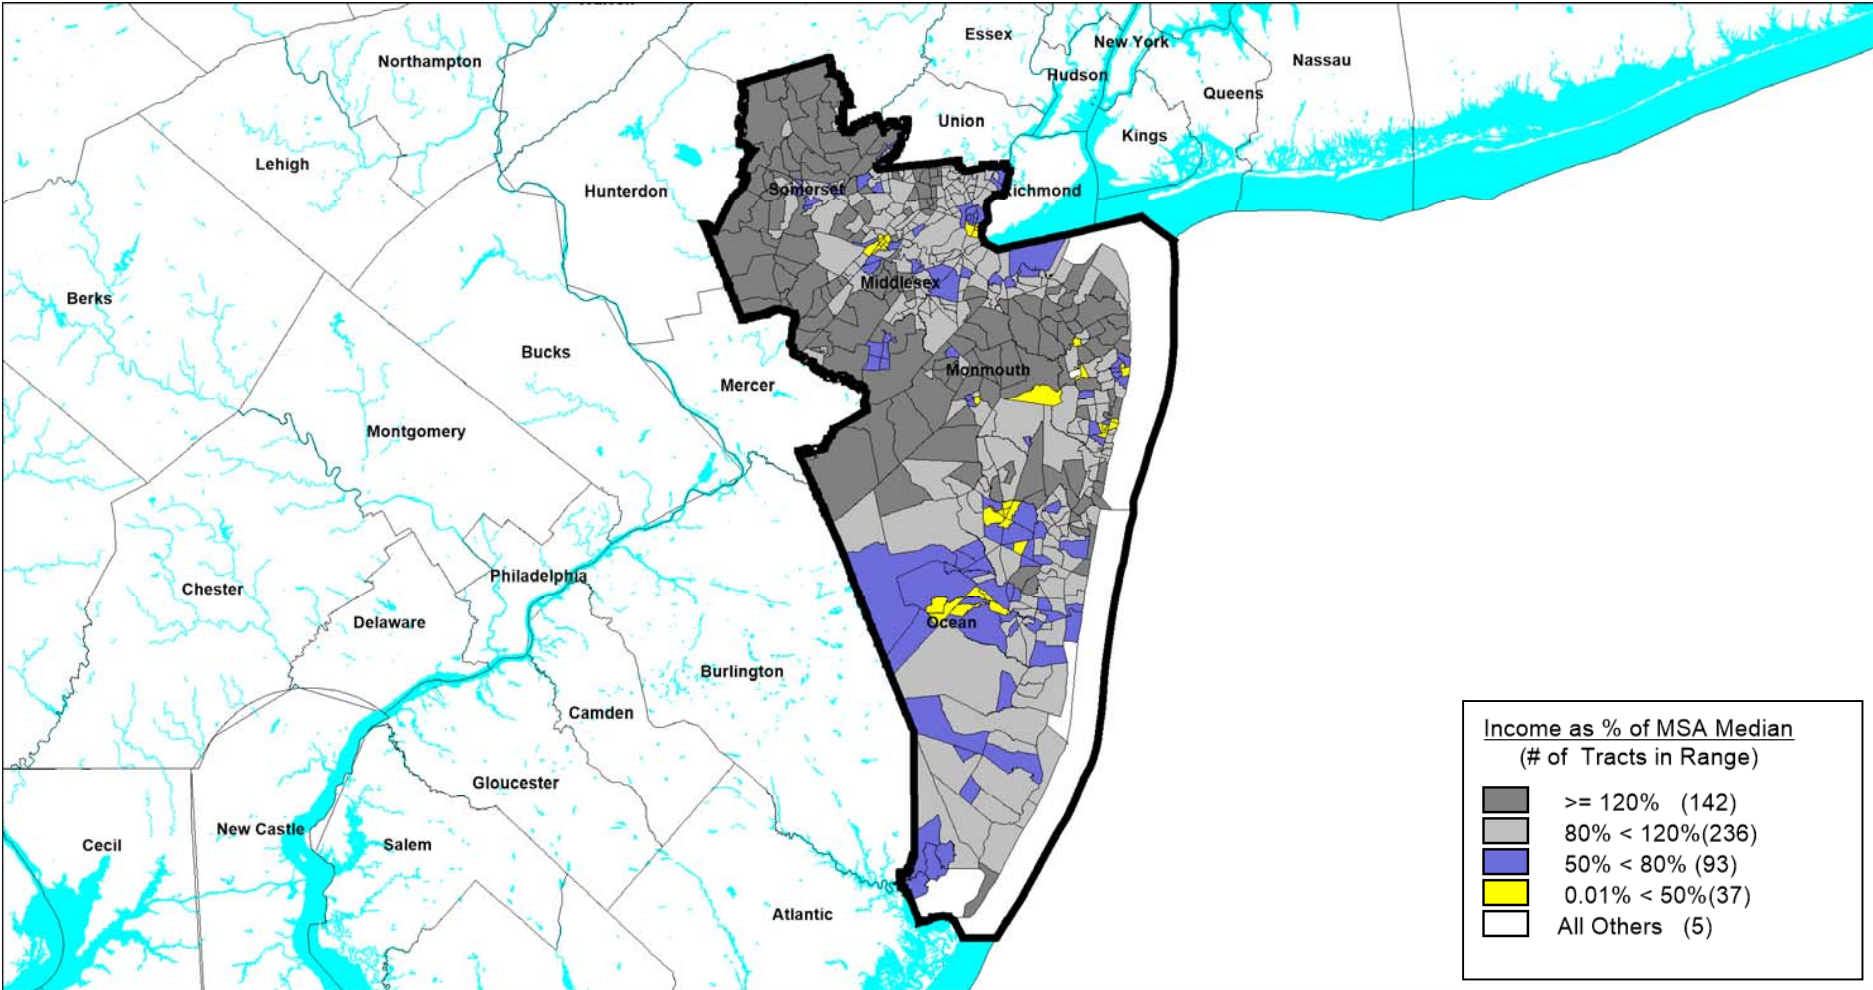 Essex
New York
Northampton
Nassau
Hudson
Queens
Union
Kings
Lehigh
Somerset
Hunterdon
Richmond
Middlesex
Berks
Bucks
Monmouth
Mercer
Montgomery
Philadelphia
Chester
Delaware
Ocean
Burlington
Camden
Gloucester
New Castle
Cecil
Salem
Atlantic
Income as % of MSA Median
(# of Tracts in Range)
>= 120% (142)
80% < 120%(236)
50% < 80% (93)
0.01% < 50%(37)
All Others (5)